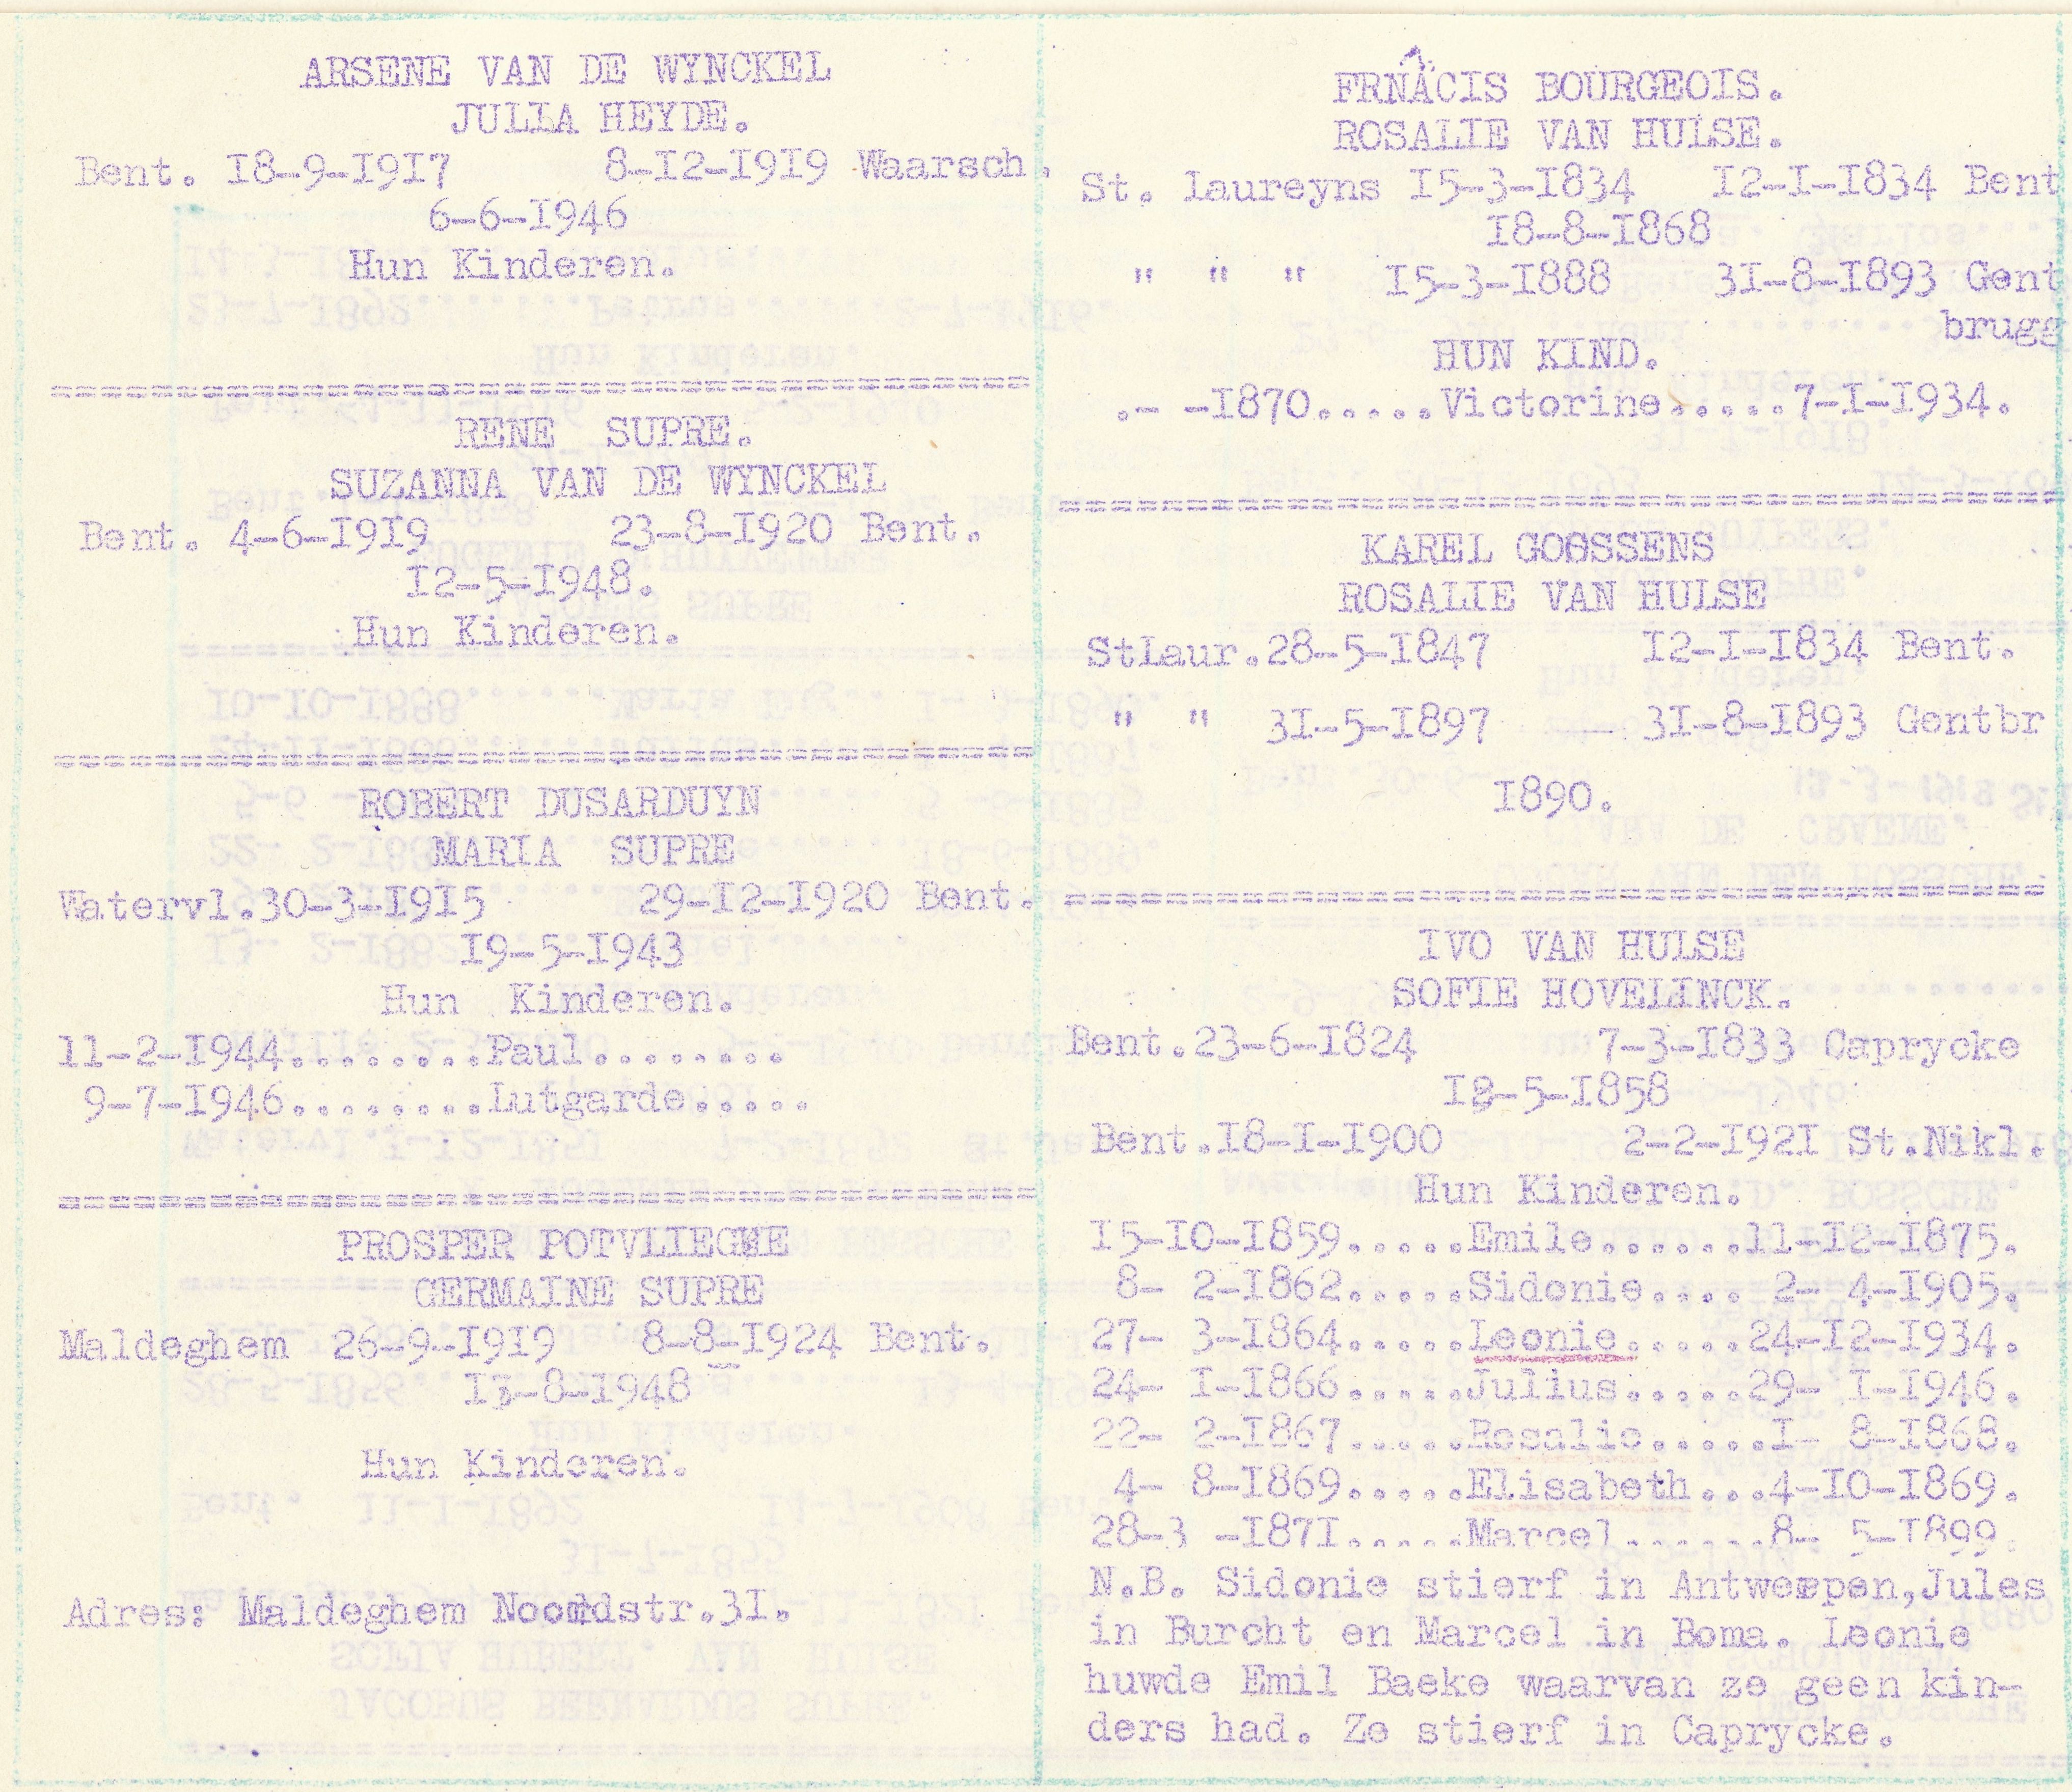 ARSENE VAN DE WYNCKEL
JULIA HEYDE.
Bent. I8-9-I9I7 8-I2-I9I9 Waarsch.
6-6-I946
Hun Kinderen.
RENE SUPRE.
SUZANNA VAN DE WYNCKEL
Bent. 4-6-I9I9 23-8-I920 Bent.
I2-5-I948.
Hun Kinderen.
ROBERT DUSARDUYN
MARIA SUPRE
Watervl.30-3-I9I5 29-I2-I920 Bent.
I9-5-I943
Hun Kinderen.
11-2-I944........Paul........
9-7-I946........Lutgarde.....
PROSPER POTVLIEGHE
GERMAINE SUPRE
Maldeghem 26-9-I9I9 8-8-I924 Bent.
I3-8-I948
Hun Kinderen.
Adres: Maldeghem Noordstr.3I.
FRNACIS BOURGEOIS.
ROSALIE VAN HULSE.
St. Laureyns I5-3-I834 I2-I-I834 Bent
I8-8-I868
" " " I5-3-I888 3I-8-I893 Gent
brugg
HUN KIND.
.- -I870.....Victorine.....7-I-I934.
KAREL GOOSSENS
ROSALIE VAN HULSE
StLaur.28-5-I847 I2-I-I834 Bent.
" " 3I-5-I897 3I-8-I893 Gentbr
I890.
IVO VAN HULSE
SOFIE HOVELINCK.
Bent.23-6-I824 7-3-I833 Caprycke
-5-I858
Bent.I8-I-I900 2-2-I92I St.Nikl.
Hun Kinderen.
I5-IO-I859.....Emile......11-I2-I875.
8- 2-I862.....Sidonie.... 2- 4-I905.
27- 3-I864.....Leonie.....24-I2-I934.
24- I-I866.....Julius.....29- I-I946.
22- 2-I867.....Rosalie.....I- 8-I868.
4- 8-I869.....Elisabeth...4-IO-I869.
28-3 -I87I.....Marcel......8- 5-I899.
N.B. Sidonie stierf in Antwerpen,Jules
in Burcht en Marcel in Boma. Leonie
huwde Emil Baeke waarvan ze geen kin-
ders had. Ze stierf in Caprycke.